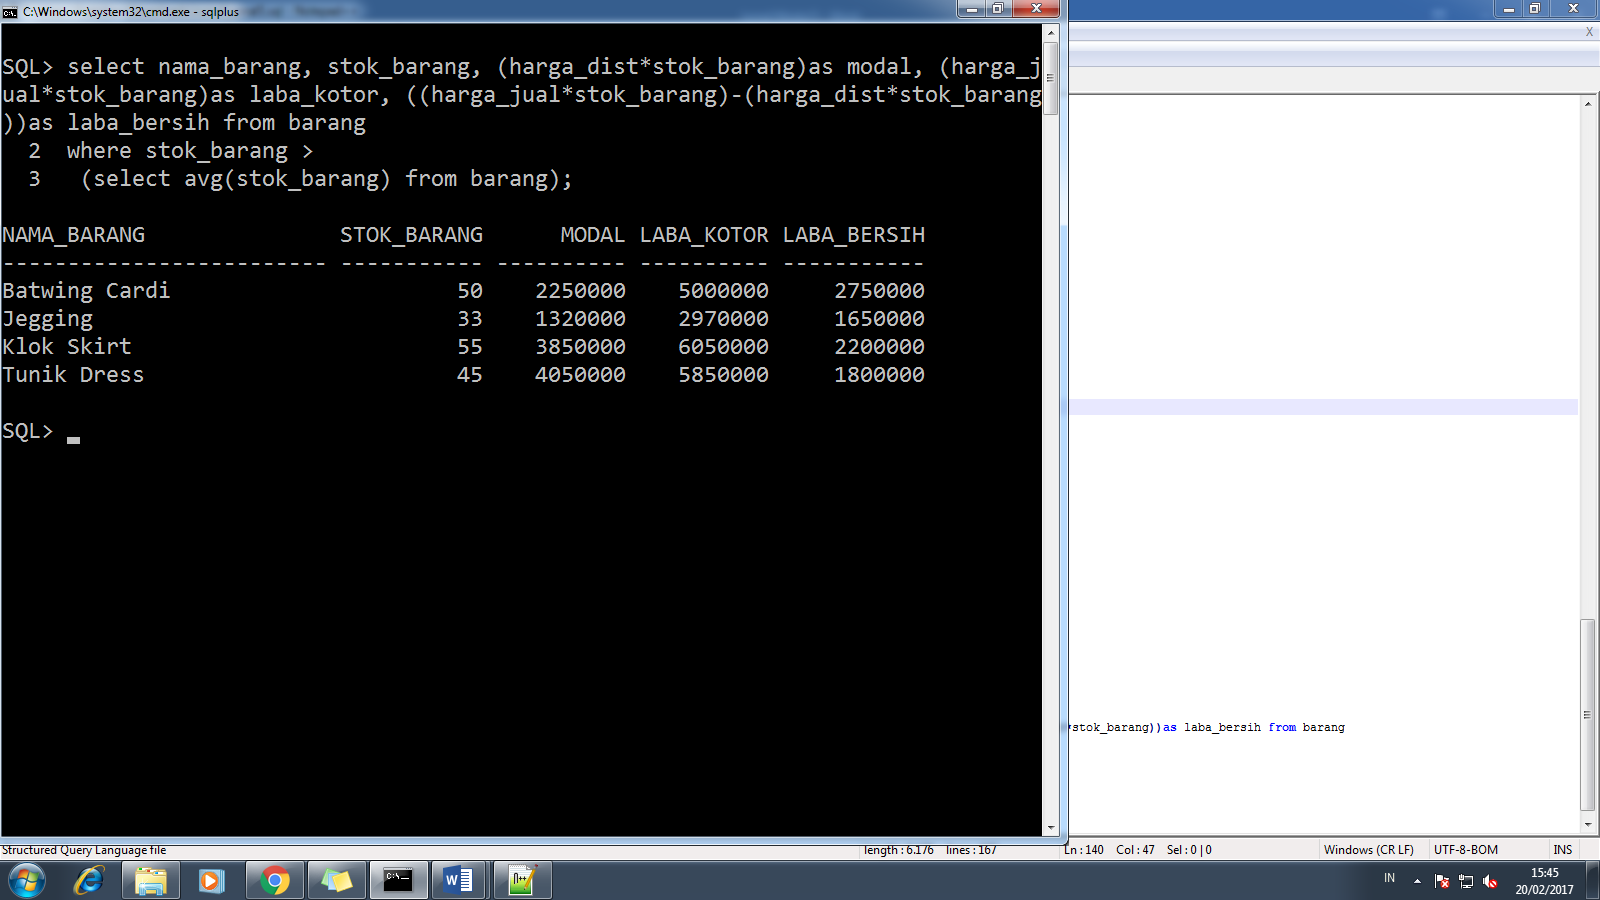 C:\Windows\system32\cmd.exe - sqlplus
SQL> select nama_barang, stok_barang, (harga_dist*stok_barang)as modal, (harga_j
ual*stok_barang)as laba_kotor, ((harga_jual*stok_barang)-(harga_dist*stok_barang
))as laba_bersih from barang
2 where stok_barang >
3 (select avg(stok_barang) from barang);
NAMA_BARANG STOK_BARANG MODAL LABA_KOTOR LABA_BERSIH
------------------------- ----------- ---------- ---------- -----------
Batwing Cardi 50 2250000 5000000 2750000
Jegging 33 1320000 2970000 1650000
Klok Skirt 55 3850000 6050000 2200000
Tunik Dress 45 4050000 5850000 1800000
SQL>
*stok_barang))as laba_bersih from barang
Structured Query Language file length : 6.176 lines : 167 Ln : 140 Col : 47 Sel : 0 | 0 Windows (CR LF) UTF-8-BOM INS
IN 15:45
20/02/2017